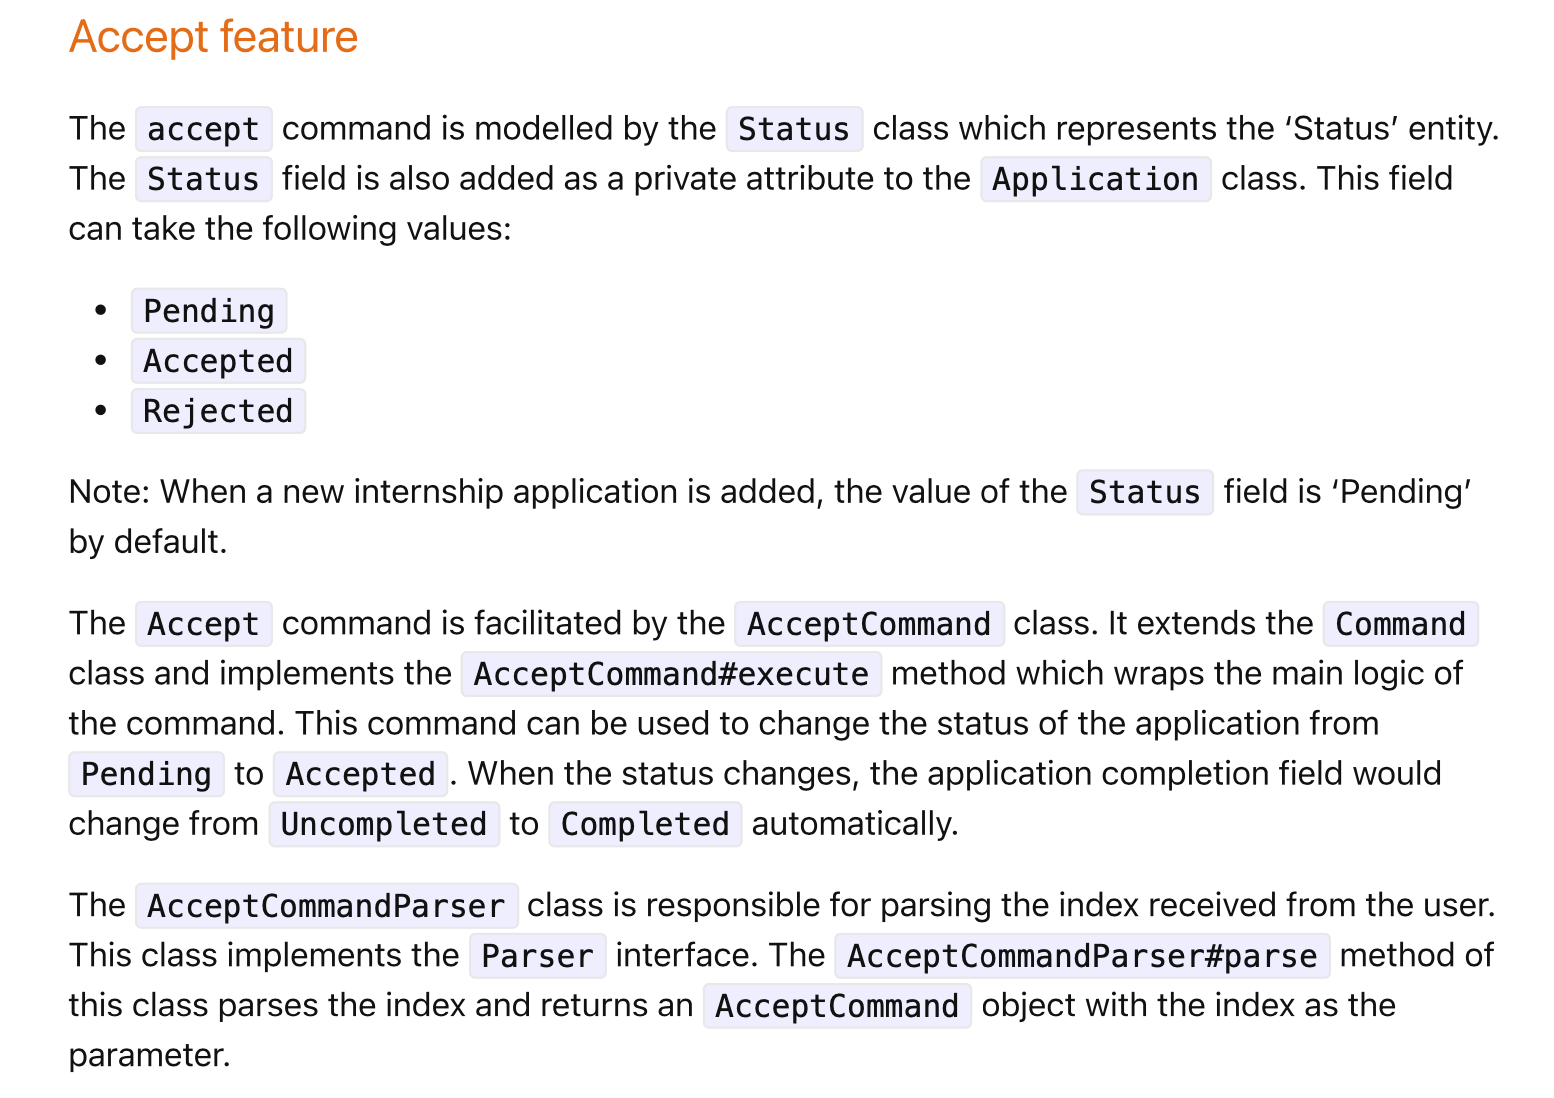 Accept feature
The accept command is modelled by the Status class which represents the ‘Status’ entity.
The Status field is also added as a private attribute to the Application class. This field
can take the following values:
• Pending
• Accepted
• Rejected
Note: When a new internship application is added, the value of the Status field is ‘Pending’
by default.
The Accept command is facilitated by the AcceptCommand class. It extends the Command
class and implements the AcceptCommand#execute method which wraps the main logic of
the command. This command can be used to change the status of the application from
Pending to Accepted. When the status changes, the application completion field would
change from Uncompleted to Completed automatically.
The AcceptCommandParser class is responsible for parsing the index received from the user.
This class implements the Parser interface. The AcceptCommandParser#parse method of
this class parses the index and returns an AcceptCommand object with the index as the
parameter.